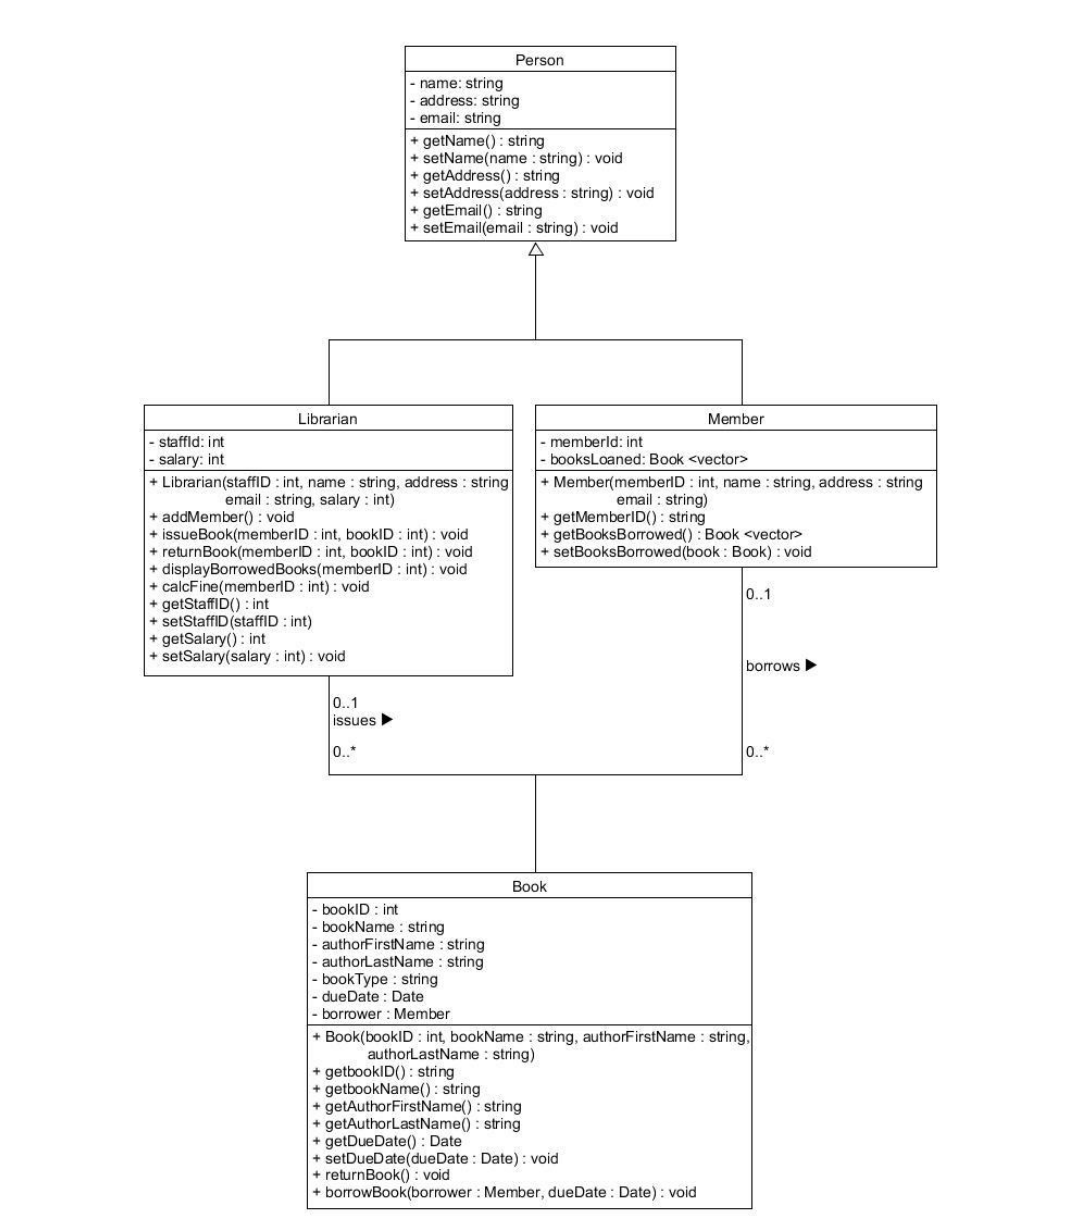 Person
- name: string
- address: string
- email: string
+ getName() : string
+ setName(name : string) : void
+ getAddress() : string
+ setAddress(address : string) : void
+ getEmail() : string
+ setEmail(email : string) : void
Librarian
- staffId: int
- salary: int
+ Librarian(staffID : int, name : string, address : string
email : string, salary : int)
+ addMember() : void
+ issueBook(memberID : int, bookID : int) : void
+ returnBook(memberID : int, bookID : int) : void
+ displayBorrowedBooks(memberID : int) : void
+ calcFine(memberID : int) : void
+ getStaffID() : int
+ setStaffID(staffID : int)
+ getSalary() : int
+ setSalary(salary : int) : void
Member
- memberId: int
- booksLoaned: Book <vector>
+ Member(memberID : int, name : string, address : string
email : string)
+ getMemberID() : string
+ getBooksBorrowed() : Book <vector>
+ setBooksBorrowed(book : Book) : void
0..1
issues ▶
0..*
0..1
borrows ▶
0..*
Book
- bookID : int
- bookName : string
- authorFirstName : string
- authorLastName : string
- bookType : string
- dueDate : Date
- borrower : Member
+ Book(bookID : int, bookName : string, authorFirstName : string,
authorLastName : string)
+ getbookID() : string
+ getbookName() : string
+ getAuthorFirstName() : string
+ getAuthorLastName() : string
+ getDueDate() : Date
+ setDueDate(dueDate : Date) : void
+ returnBook() : void
+ borrowBook(borrower : Member, dueDate : Date) : void